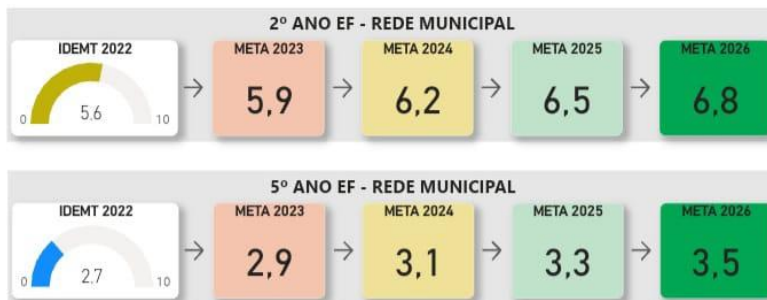 2º ANO EF - REDE MUNICIPAL
IDEMT 2022 META 2023 META 2024 META 2025 META 2026
5,6 5,9 6,2 6,5 6,8
0 10
5º ANO EF - REDE MUNICIPAL
IDEMT 2022 META 2023 META 2024 META 2025 META 2026
2,7 2,9 3,1 3,3 3,5
0 10